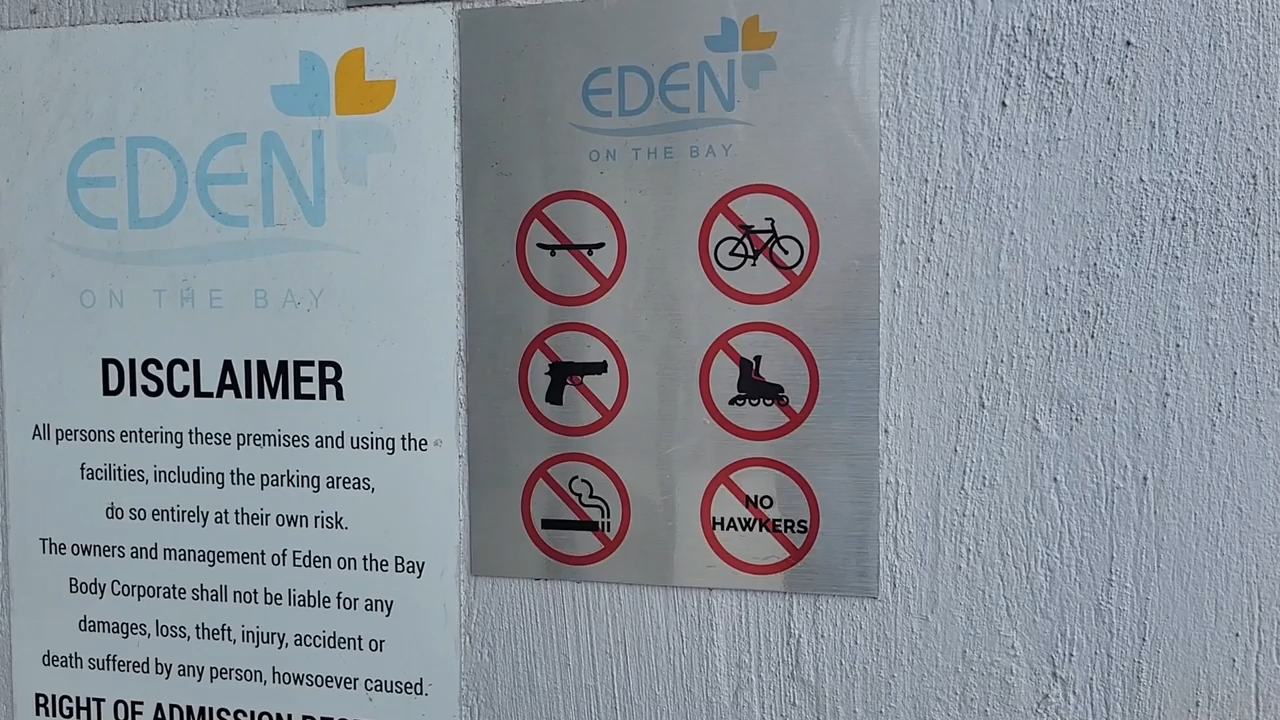 EDEN
ON THE BAY
DISCLAIMER
All persons entering these premises and using the
facilities, including the parking areas,
do so entirely at their own risk.
The owners and management of Eden on the Bay
Body Corporate shall not be liable for any
damages, loss, theft, injury, accident or
death suffered by any person, howsoever caused.
RIGHT OF ADMISSION
EDEN
ON THE BAY
NO
HAWKERS